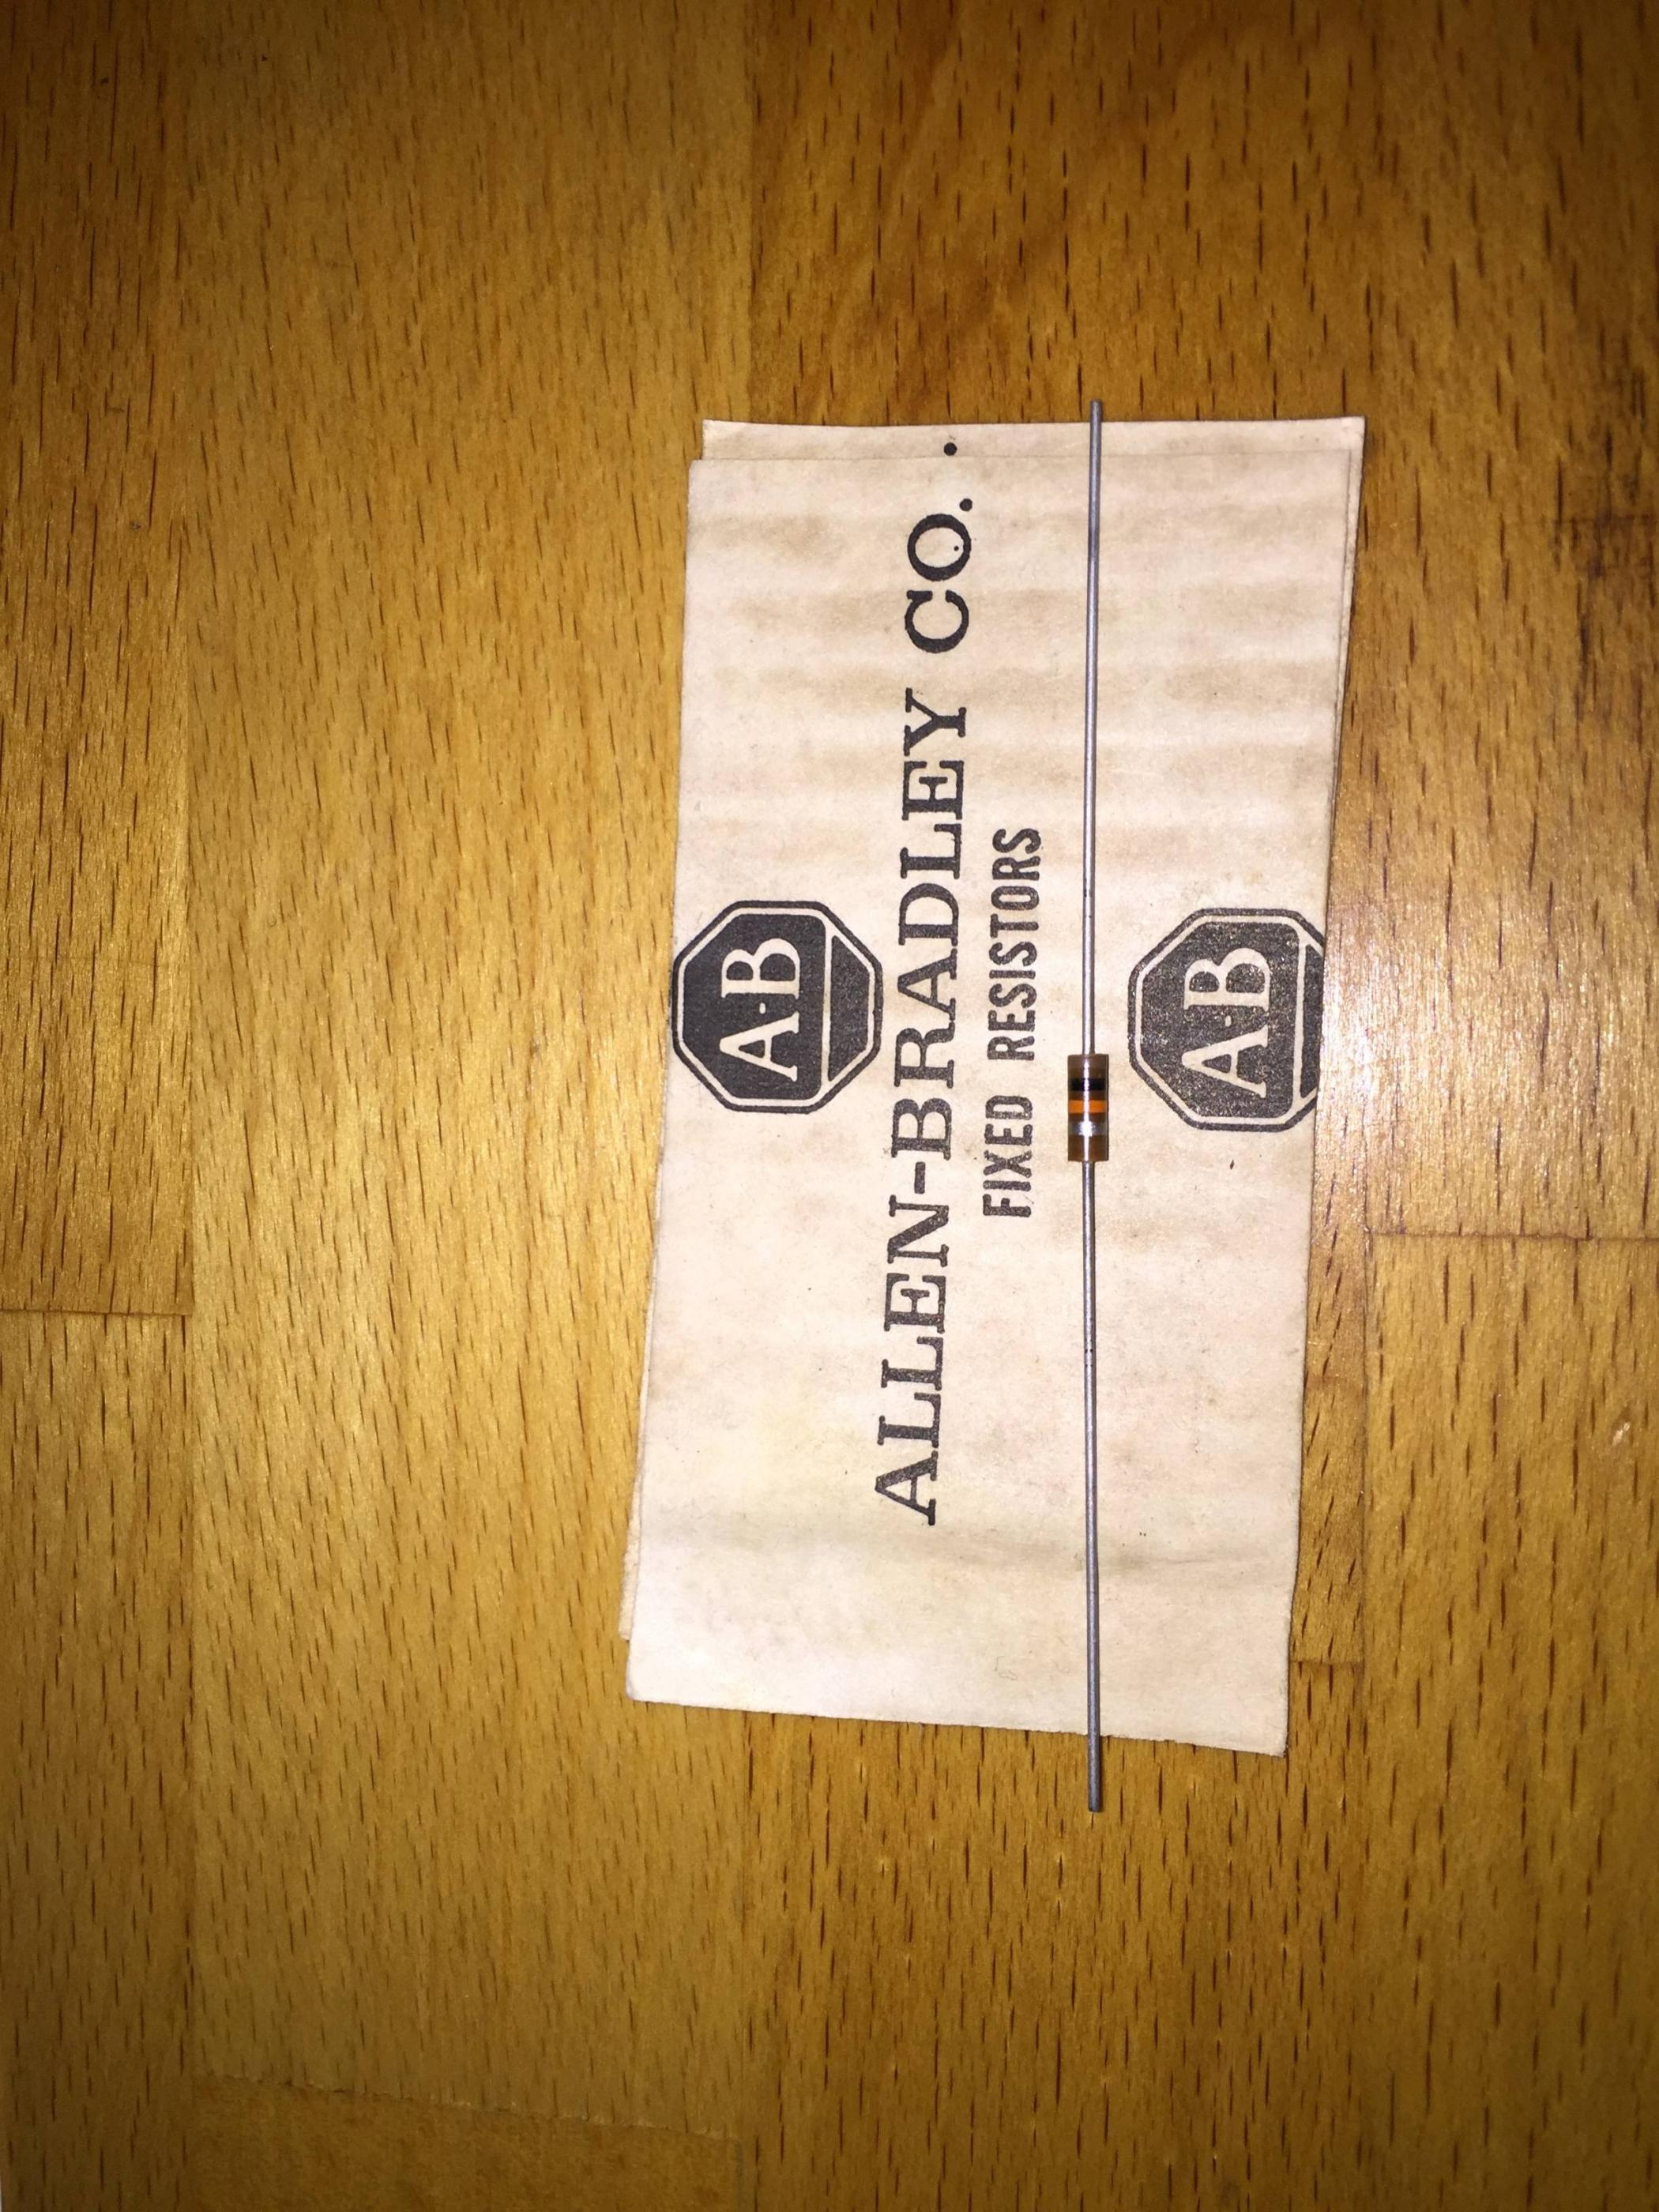 A·B
ALLEN-BRADLEY CO.
FIXED RESISTORS
A·B